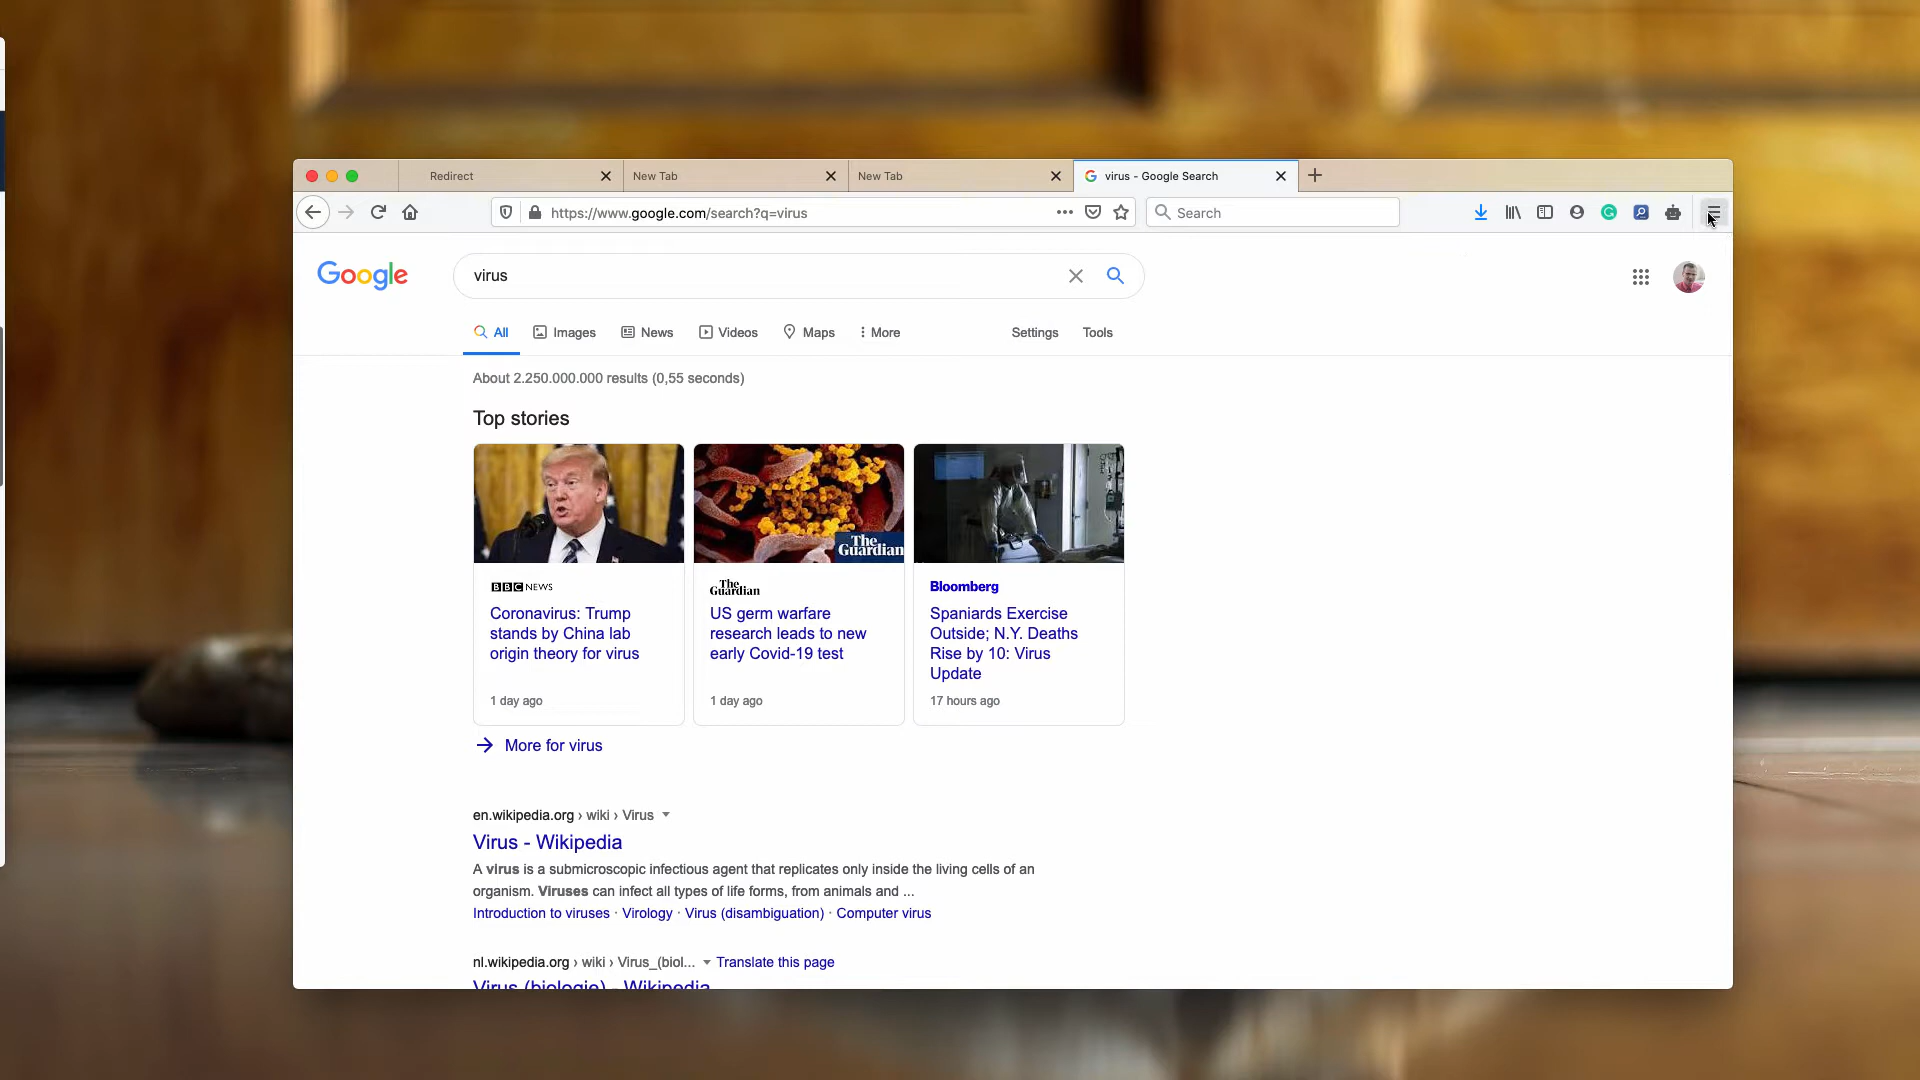 Redirect
New Tab
New Tab
virus - Google Search
https://www.google.com/search?q=virus
Search
Google
virus
All
Images
News
Videos
Maps
More
Settings
Tools
About 2.250.000.000 results (0,55 seconds)
Top stories
The
Guardian
BBC NEWS
Coronavirus: Trump
stands by China lab
origin theory for virus
1 day ago
The
Guardian
US germ warfare
research leads to new
early Covid-19 test
1 day ago
Bloomberg
Spaniards Exercise
Outside; N.Y. Deaths
Rise by 10: Virus
Update
17 hours ago
More for virus
en.wikipedia.org › wiki › Virus
Virus - Wikipedia
A virus is a submicroscopic infectious agent that replicates only inside the living cells of an
organism. Viruses can infect all types of life forms, from animals and ...
Introduction to viruses · Virology · Virus (disambiguation) · Computer virus
nl.wikipedia.org › wiki › Virus_(biol... Translate this page
Virus (biologie) - Wikipedia